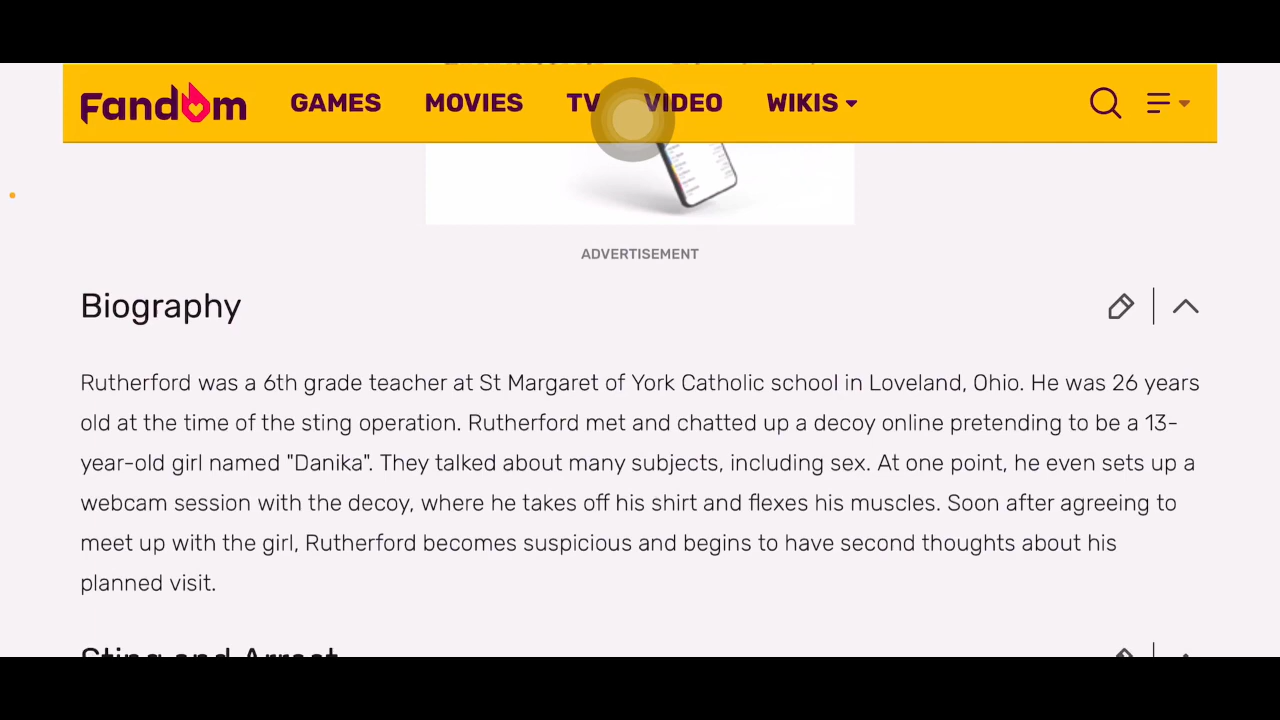 Fandom GAMES MOVIES TV VIDEO WIKIS
ADVERTISEMENT
Biography
Rutherford was a 6th grade teacher at St Margaret of York Catholic school in Loveland, Ohio. He was 26 years
old at the time of the sting operation. Rutherford met and chatted up a decoy online pretending to be a 13-
year-old girl named "Danika". They talked about many subjects, including sex. At one point, he even sets up a
webcam session with the decoy, where he takes off his shirt and flexes his muscles. Soon after agreeing to
meet up with the girl, Rutherford becomes suspicious and begins to have second thoughts about his
planned visit.
Sting and Arrest